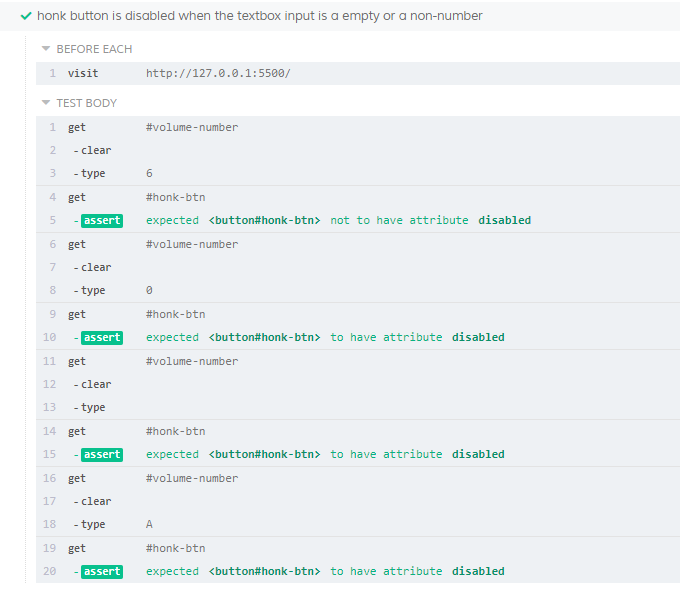 honk button is disabled when the textbox input is a empty or a non-number
BEFORE EACH
1 visit http://127.0.0.1:5500/
TEST BODY
1 get #volume-number
2 -clear
3 -type 6
4 get #honk-btn
5 -assert expected <button#honk-btn> not to have attribute disabled
6 get #volume-number
7 -clear
8 -type 0
9 get #honk-btn
10 -assert expected <button#honk-btn> to have attribute disabled
11 get #volume-number
12 -clear
13 -type
14 get #honk-btn
15 -assert expected <button#honk-btn> to have attribute disabled
16 get #volume-number
17 -clear
18 -type A
19 get #honk-btn
20 -assert expected <button#honk-btn> to have attribute disabled